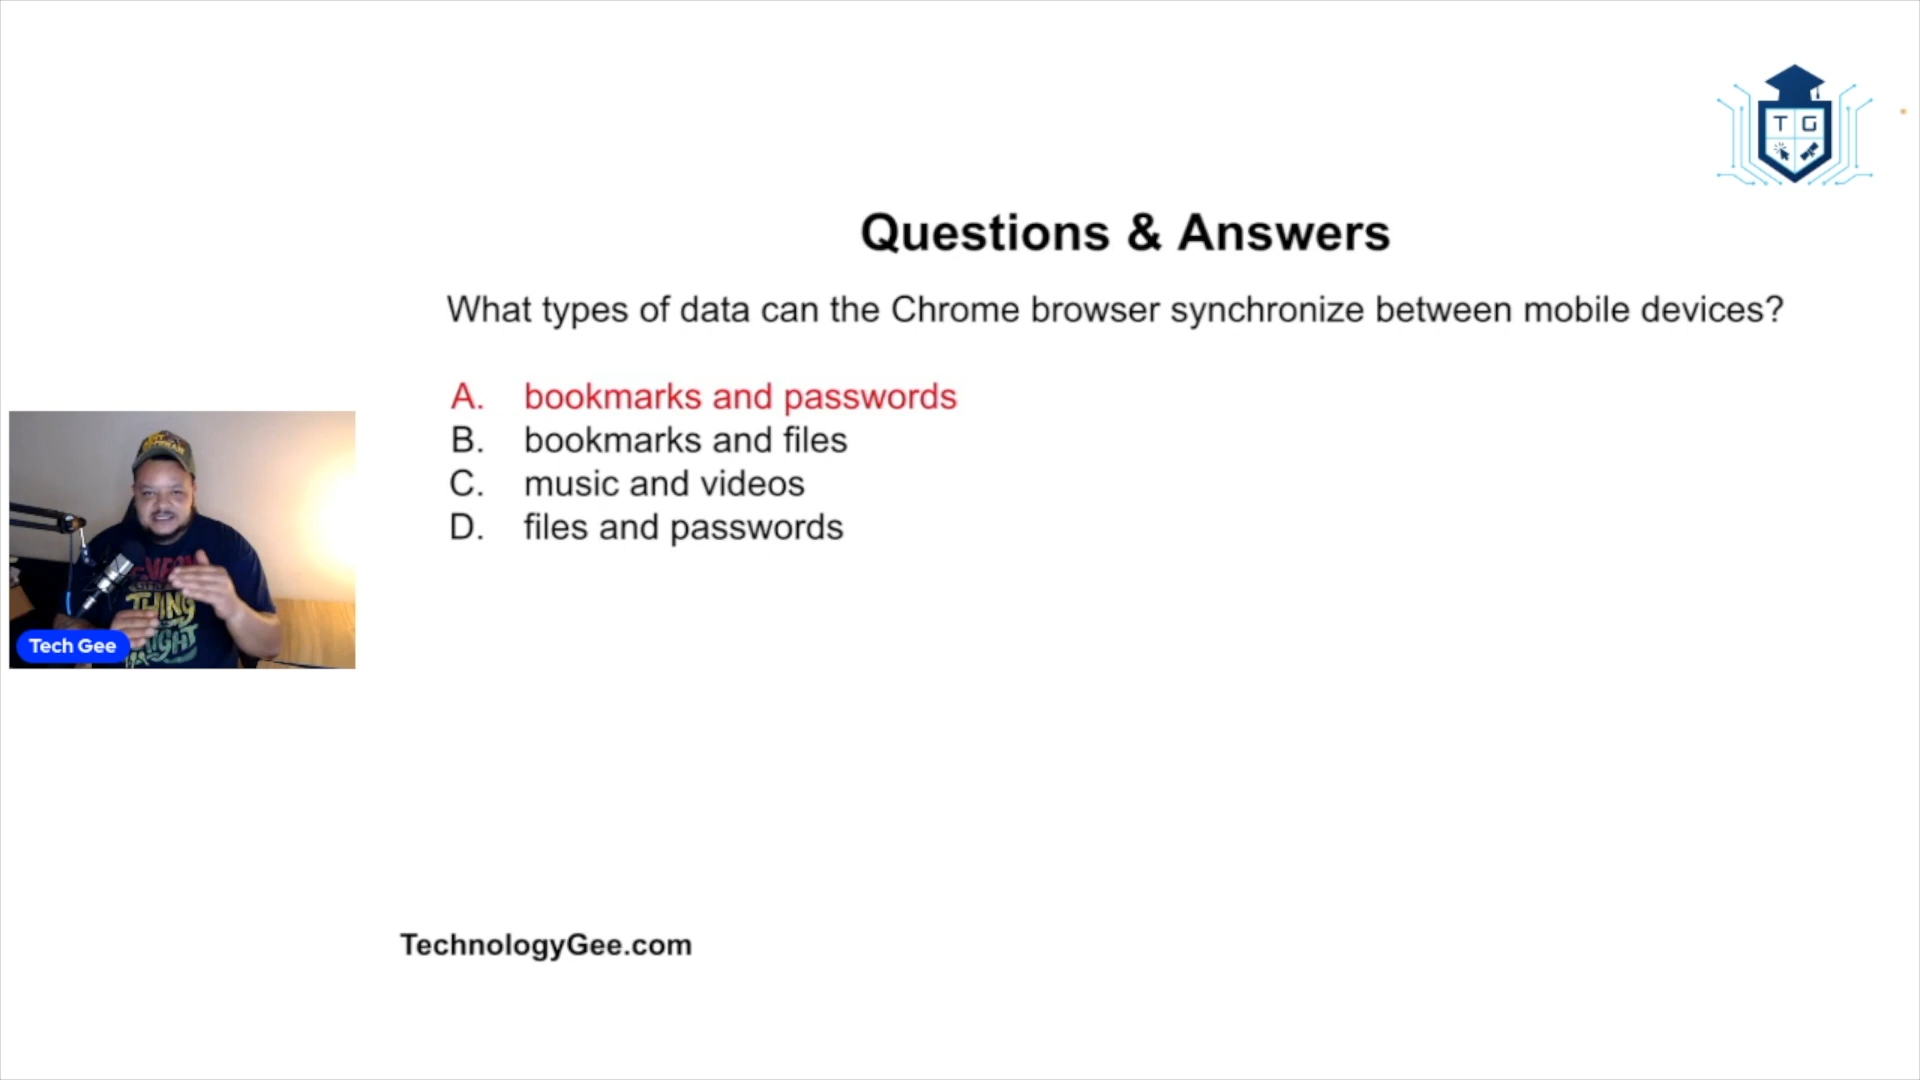 T G
Questions & Answers
What types of data can the Chrome browser synchronize between mobile devices?
A. bookmarks and passwords
B. bookmarks and files
C. music and videos
D. files and passwords
THING
Tech Gee
TechnologyGee.com